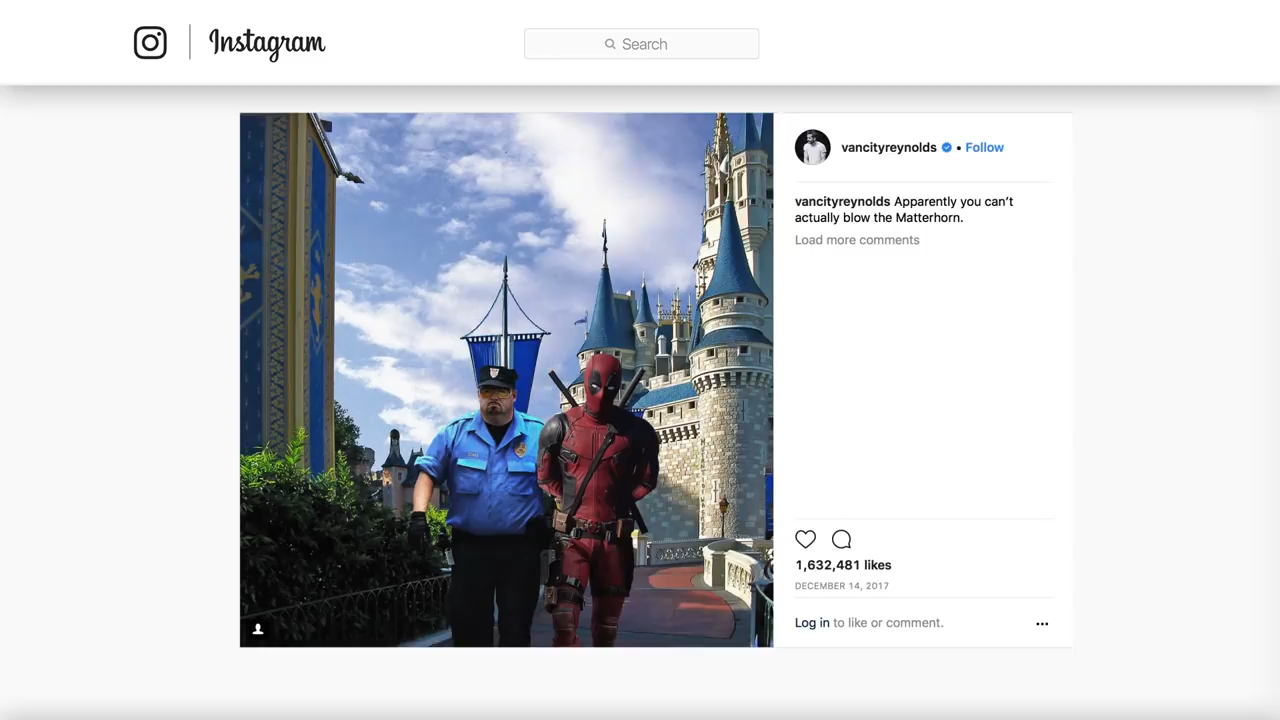 Instagram
Search
vancityreynolds • Follow
vancityreynolds Apparently you can’t
actually blow the Matterhorn.
Load more comments
1,632,481 likes
DECEMBER 14, 2017
Log in to like or comment.